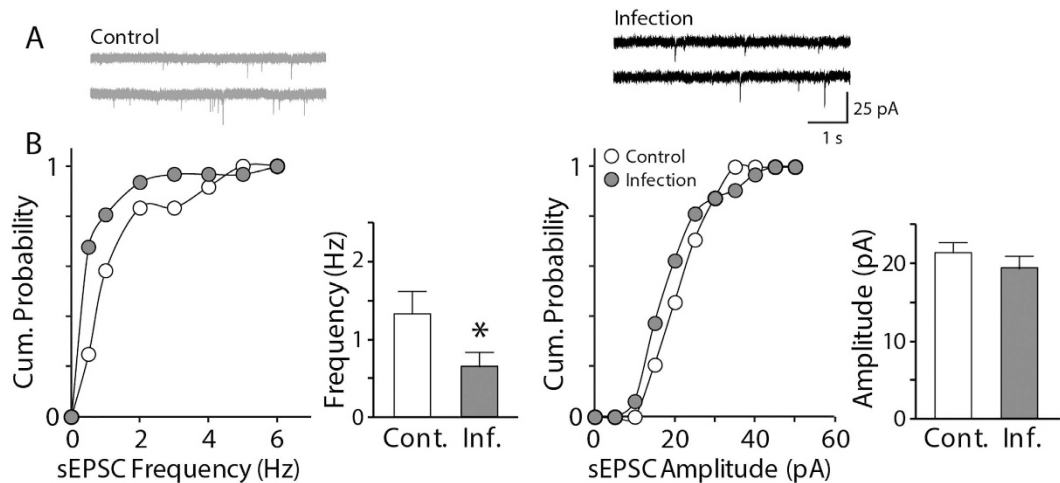 A
Control
Infection
25 pA
1 s
B
Cum. Probability
1
0
0 2 4 6
sEPSC Frequency (Hz)
Frequency (Hz)
2
1
0
*
Cont. Inf.
Control
Infection
Cum. Probability
1
0
0 20 40 60
sEPSC Amplitude (pA)
Amplitude (pA)
20
10
0
Cont. Inf.